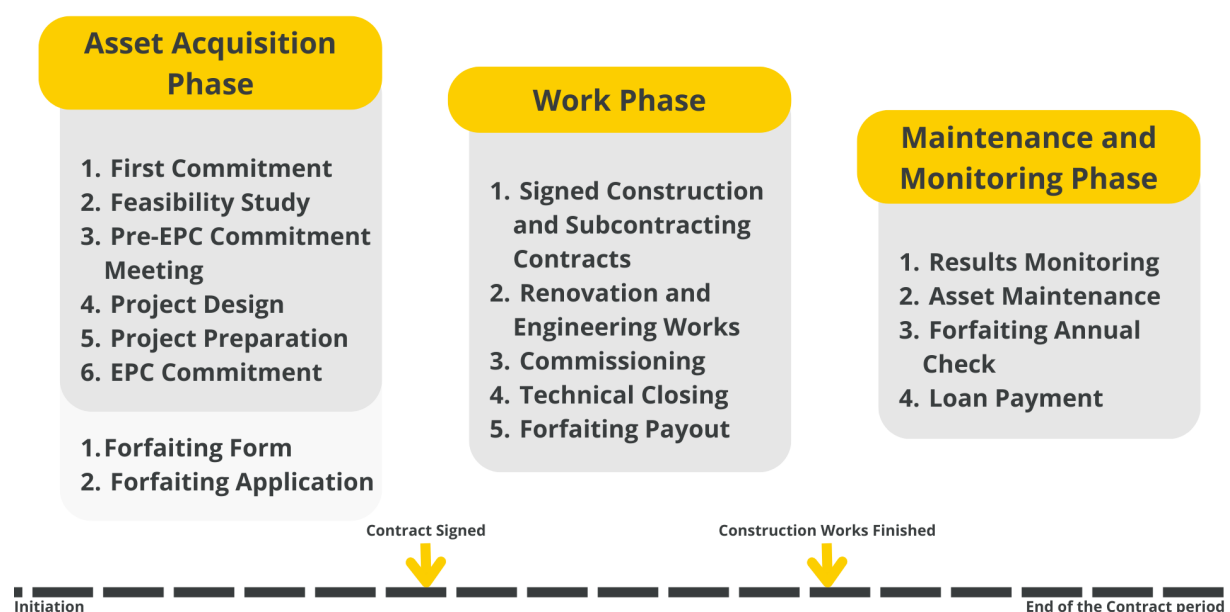 Asset Acquisition
Phase
1. First Commitment
2. Feasibility Study
3. Pre-EPC Commitment
Meeting
4. Project Design
5. Project Preparation
6. EPC Commitment
1. Forfaiting Form
2. Forfaiting Application
Work Phase
1. Signed Construction
and Subcontracting
Contracts
2. Renovation and
Engineering Works
3. Commissioning
4. Technical Closing
5. Forfaiting Payout
Maintenance and
Monitoring Phase
1. Results Monitoring
2. Asset Maintenance
3. Forfaiting Annual
Check
4. Loan Payment
Contract Signed
Construction Works Finished
Initiation
End of the Contract period